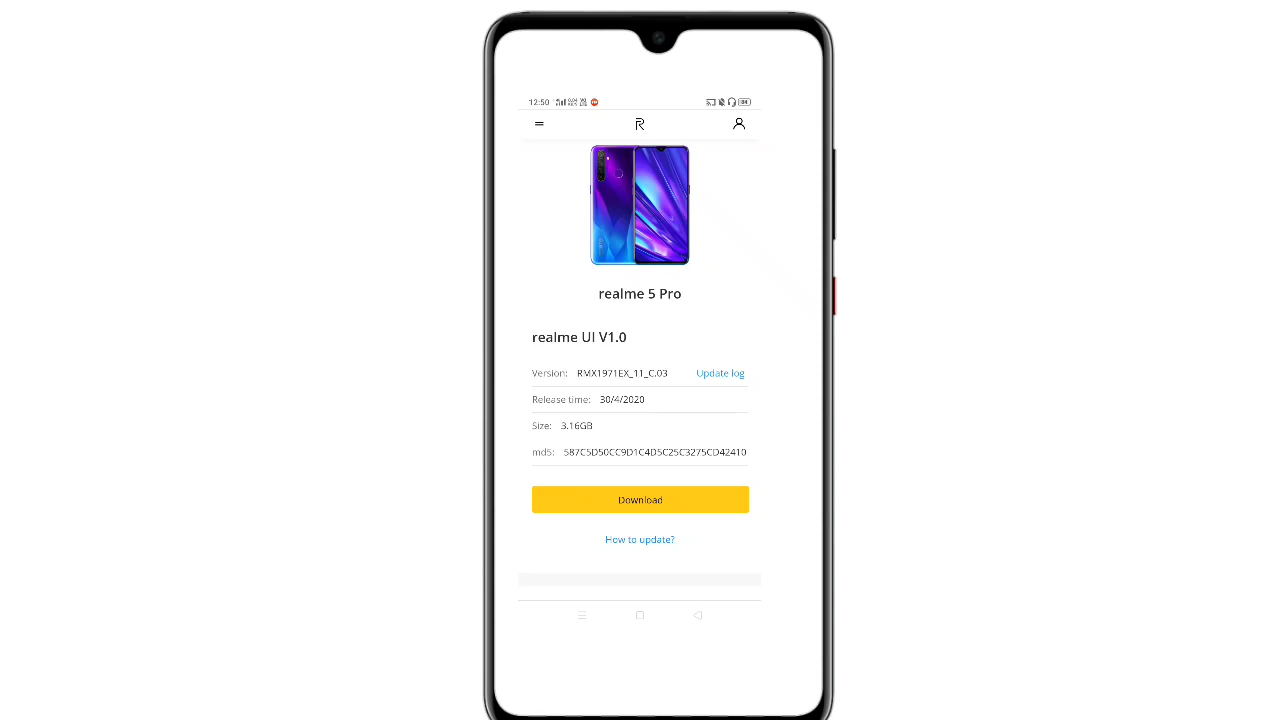 12:50
realme 5 Pro
realme UI V1.0
Version: RMX1971EX_11_C.03 Update log
Release time: 30/4/2020
Size: 3.16GB
md5: 587C5D50CC9D1C4D5C25C3275CD42410
Download
How to update?